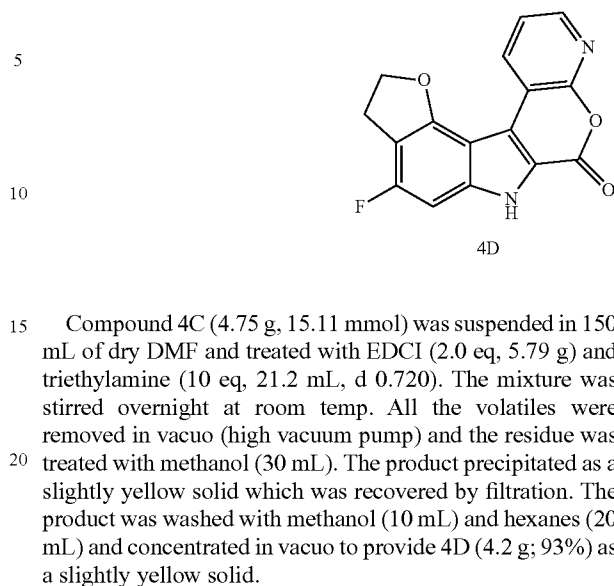 5
N
O
O
O
10
F
N
H
4D
15 Compound 4C (4.75 g, 15.11 mmol) was suspended in 150
mL of dry DMF and treated with EDCI (2.0 eq, 5.79 g) and
triethylamine (10 eq, 21.2 mL, d 0.720). The mixture was
stirred overnight at room temp. All the volatiles were
removed in vacuo (high vacuum pump) and the residue was
20 treated with methanol (30 mL). The product precipitated as a
slightly yellow solid which was recovered by filtration. The
product was washed with methanol (10 mL) and hexanes (20
mL) and concentrated in vacuo to provide 4D (4.2 g; 93%) as
a slightly yellow solid.